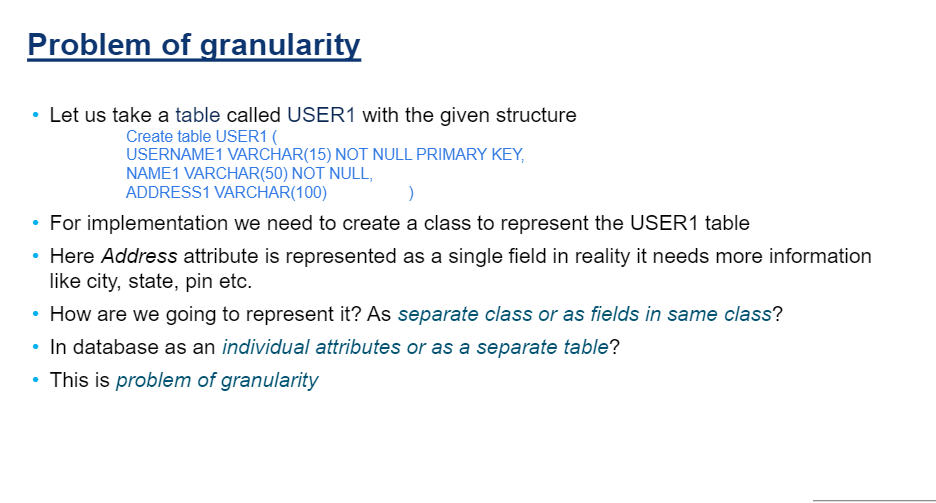 Problem of granularity
• Let us take a table called USER1 with the given structure
Create table USER1 (
USERNAME1 VARCHAR(15) NOT NULL PRIMARY KEY,
NAME1 VARCHAR(50) NOT NULL,
ADDRESS1 VARCHAR(100) )
• For implementation we need to create a class to represent the USER1 table
• Here Address attribute is represented as a single field in reality it needs more information
like city, state, pin etc.
• How are we going to represent it? As separate class or as fields in same class?
• In database as an individual attributes or as a separate table?
• This is problem of granularity